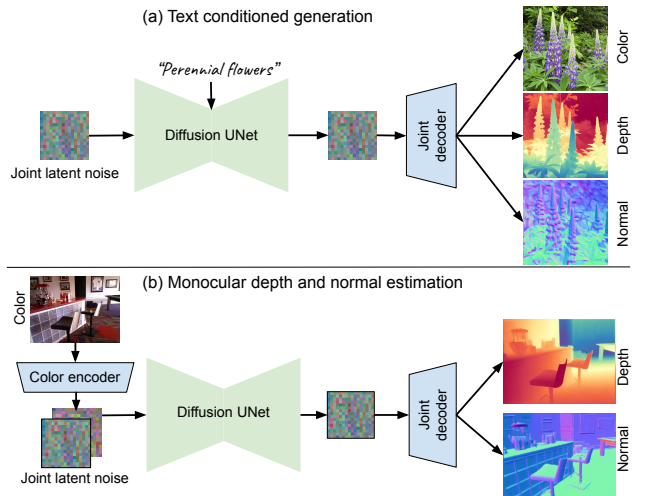 (a) Text conditioned generation
“Perennial flowers”
Diffusion UNet
Joint latent noise
Joint
decoder
Color
Depth
Normal
(b) Monocular depth and normal estimation
Color
Color encoder
Joint latent noise
Diffusion UNet
Joint
decoder
Depth
Normal